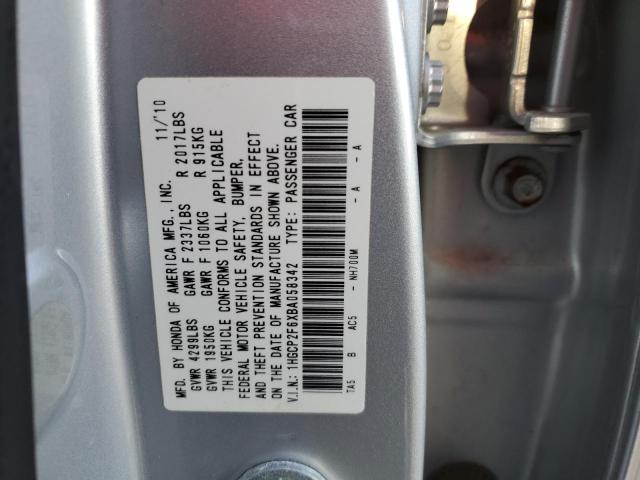 MFD. BY HONDA OF AMERICA MFG., INC. 11/'10
GVWR 4299LBS GAWR F 2337LBS R 2017LBS
GVWR 1950KG GAWR F 1060KG R 915KG
THIS VEHICLE CONFORMS TO ALL APPLICABLE
FEDERAL MOTOR VEHICLE SAFETY, BUMPER,
AND THEFT PREVENTION STANDARDS IN EFFECT
ON THE DATE OF MANUFACTURE SHOWN ABOVE.
V.I.N.: 1HGCP2F6XBA058342 TYPE: PASSENGER CAR
TA5 B AC5 - NH700M - A - A